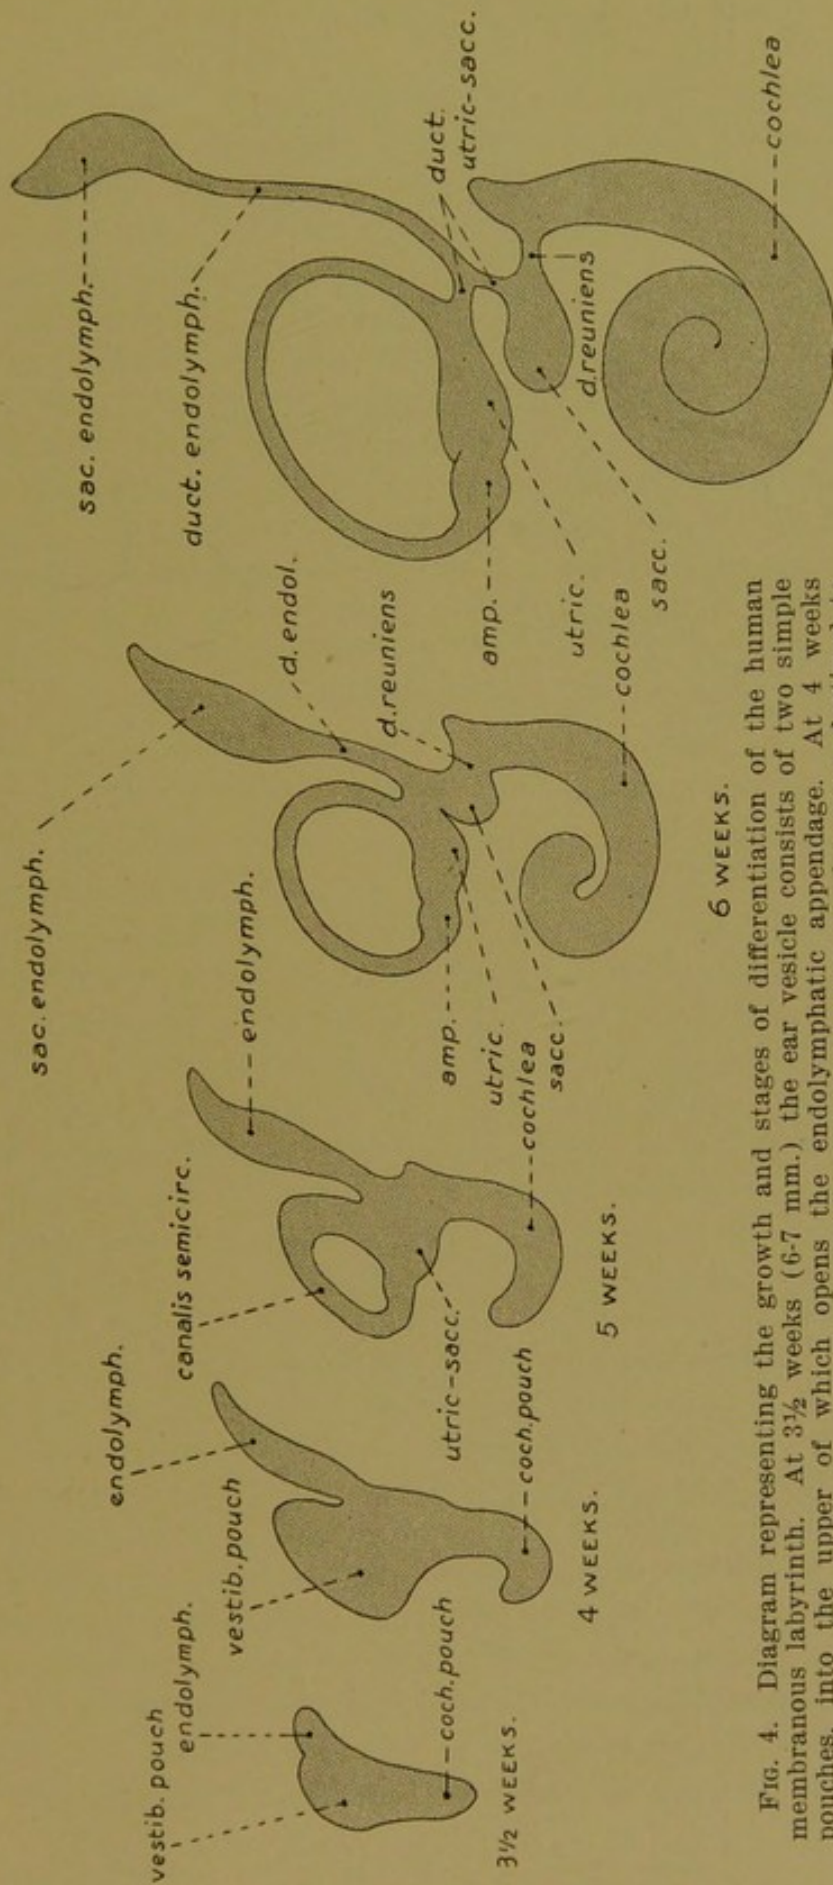 vestib. pouch
endolymph.
coch. pouch
3½ WEEKS.
endolymph.
vestib. pouch
coch. pouch
4 WEEKS.
canalis semicirc.
endolymph.
utric-sacc.
cochlea
5 WEEKS.
sac. endolymph.
d. endol.
d. reuniens
amp.
utric.
sacc.
cochlea
6 WEEKS.
sac. endolymph.
duct. endolymph.
duct.
utric-sacc.
amp.
utric.
sacc.
d. reuniens
cochlea
FIG. 4. Diagram representing the growth and stages of differentiation of the human
membranous labyrinth. At 3½ weeks (6-7 mm.) the ear vesicle consists of two simple
pouches, into the upper of which opens the endolymphatic appendage. At 4 weeks